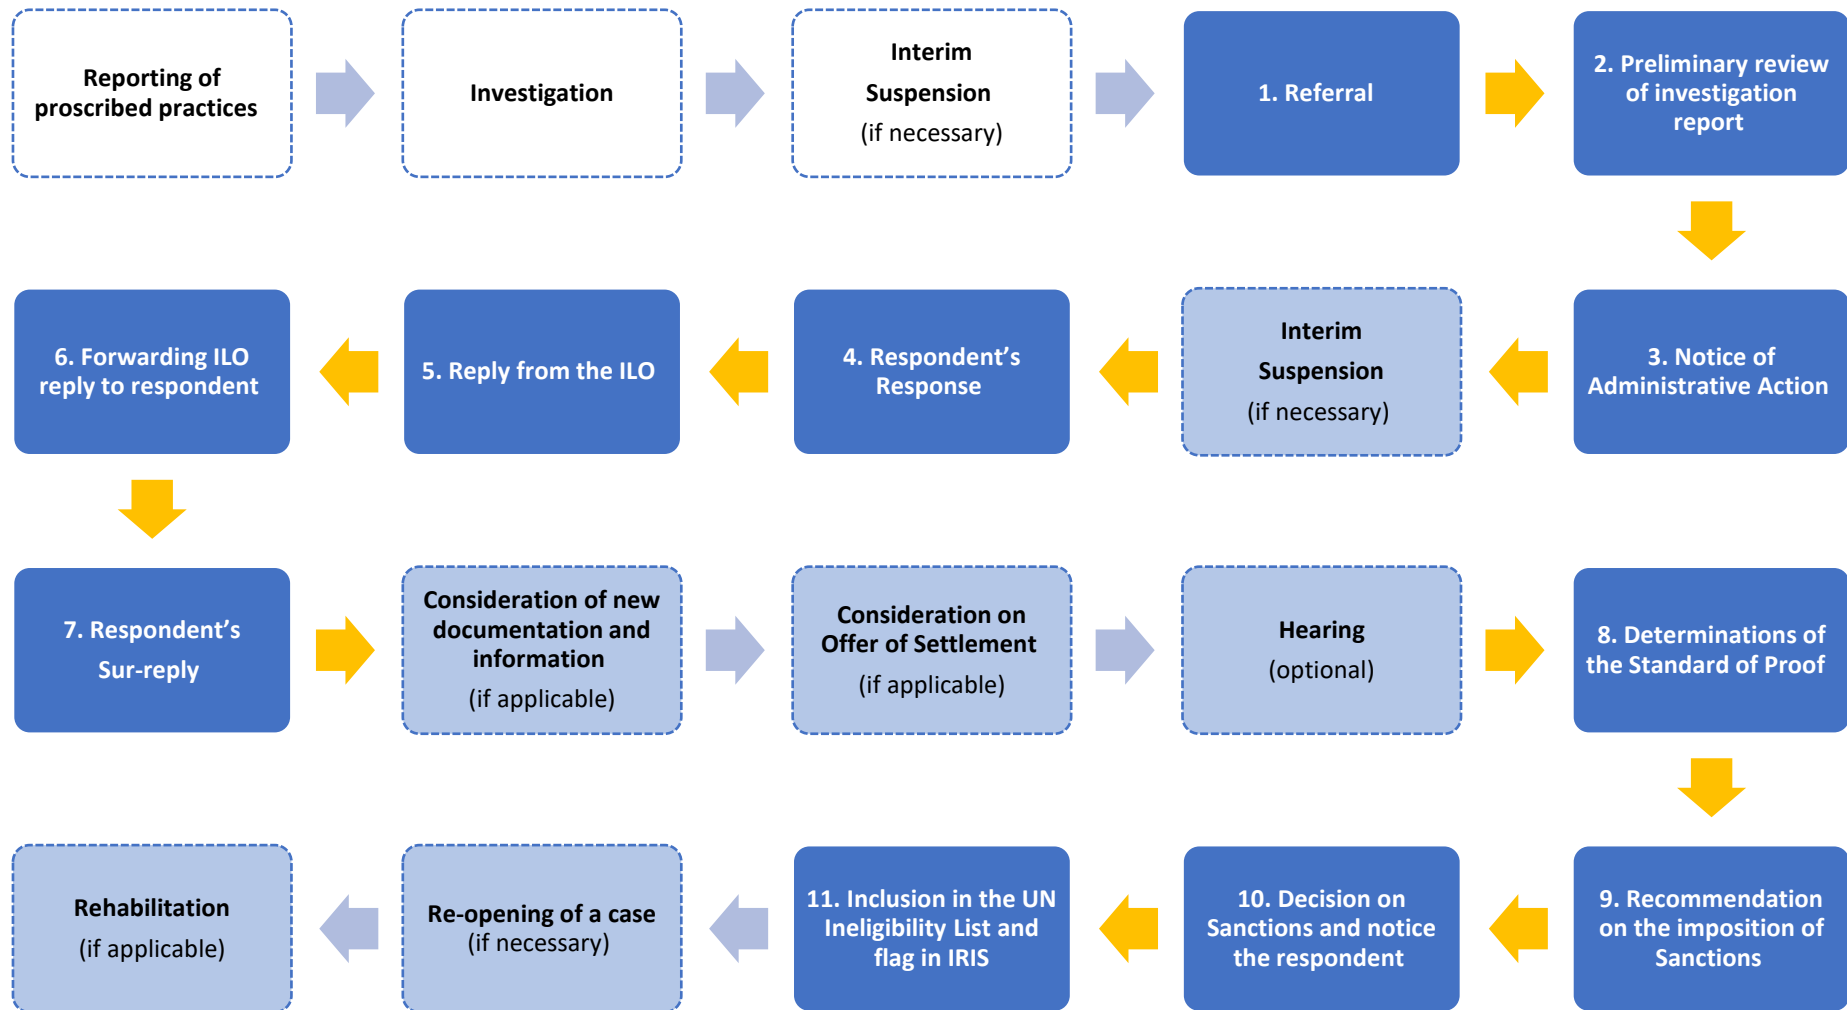 Reporting of
proscribed practices
Investigation
Interim
Suspension
(if necessary)
1. Referral
2. Preliminary review
of investigation
report
6. Forwarding ILO
reply to respondent
5. Reply from the ILO
4. Respondent’s
Response
Interim
Suspension
(if necessary)
3. Notice of
Administrative Action
7. Respondent’s
Sur-reply
Consideration of new
documentation and
information
(if applicable)
Consideration on
Offer of Settlement
(if applicable)
Hearing
(optional)
8. Determinations of
the Standard of Proof
Rehabilitation
(if applicable)
Re-opening of a case
(if necessary)
11. Inclusion in the UN
Ineligibility List and
flag in IRIS
10. Decision on
Sanctions and notice
the respondent
9. Recommendation
on the imposition of
Sanctions